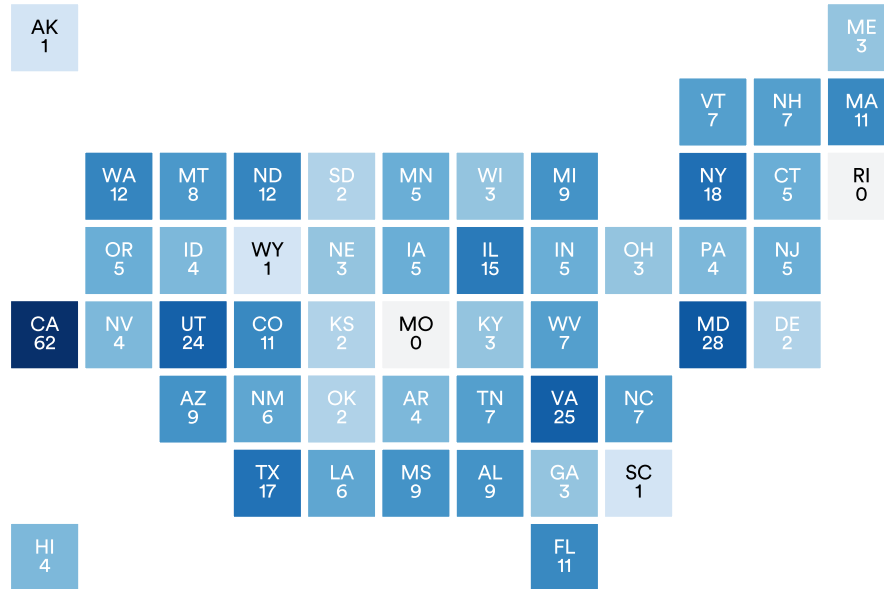 AK
1
ME
3
VT
7
NH
7
MA
11
WA
12
MT
8
ND
12
SD
2
MN
5
WI
3
MI
9
NY
18
CT
5
RI
0
OR
5
ID
4
WY
1
NE
3
IA
5
IL
15
IN
5
OH
3
PA
4
NJ
5
CA
62
NV
4
UT
24
CO
11
KS
2
MO
0
KY
3
WV
7
MD
28
DE
2
AZ
9
NM
6
OK
2
AR
4
TN
7
VA
25
NC
7
TX
17
LA
6
MS
9
AL
9
GA
3
SC
1
HI
4
FL
11